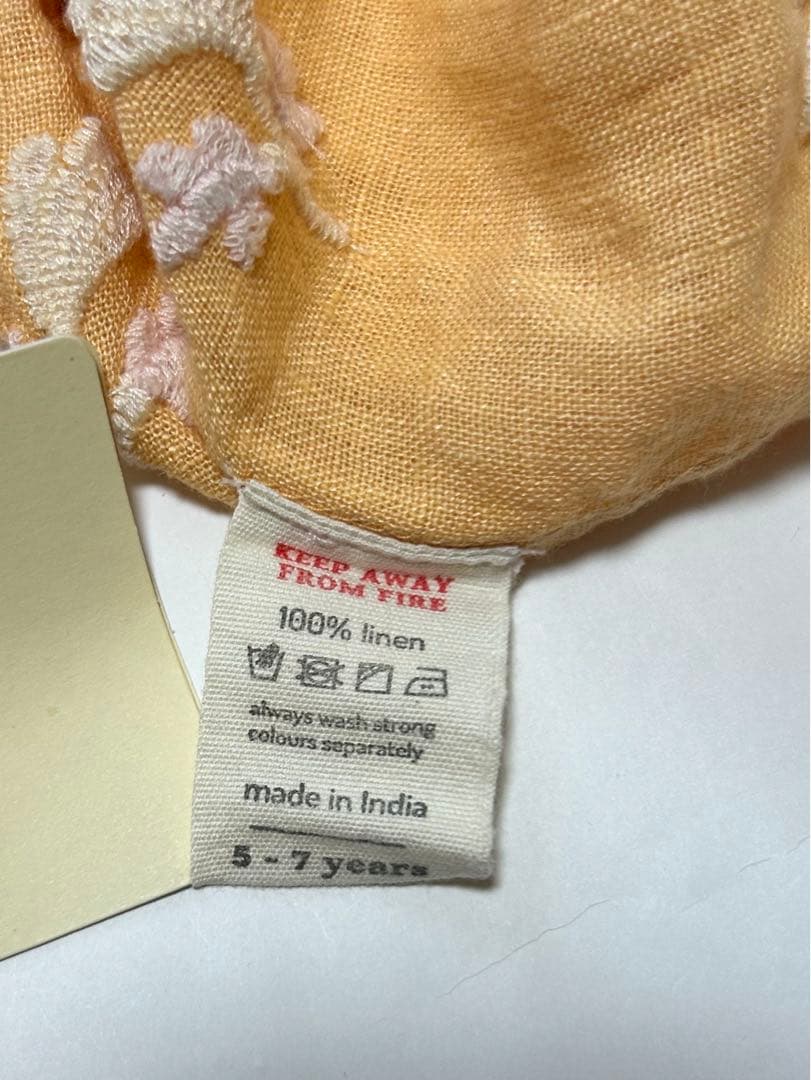 KEEP AWAY
FROM FIRE
100% linen
always wash strong
colours separately
made in India
5 - 7 years